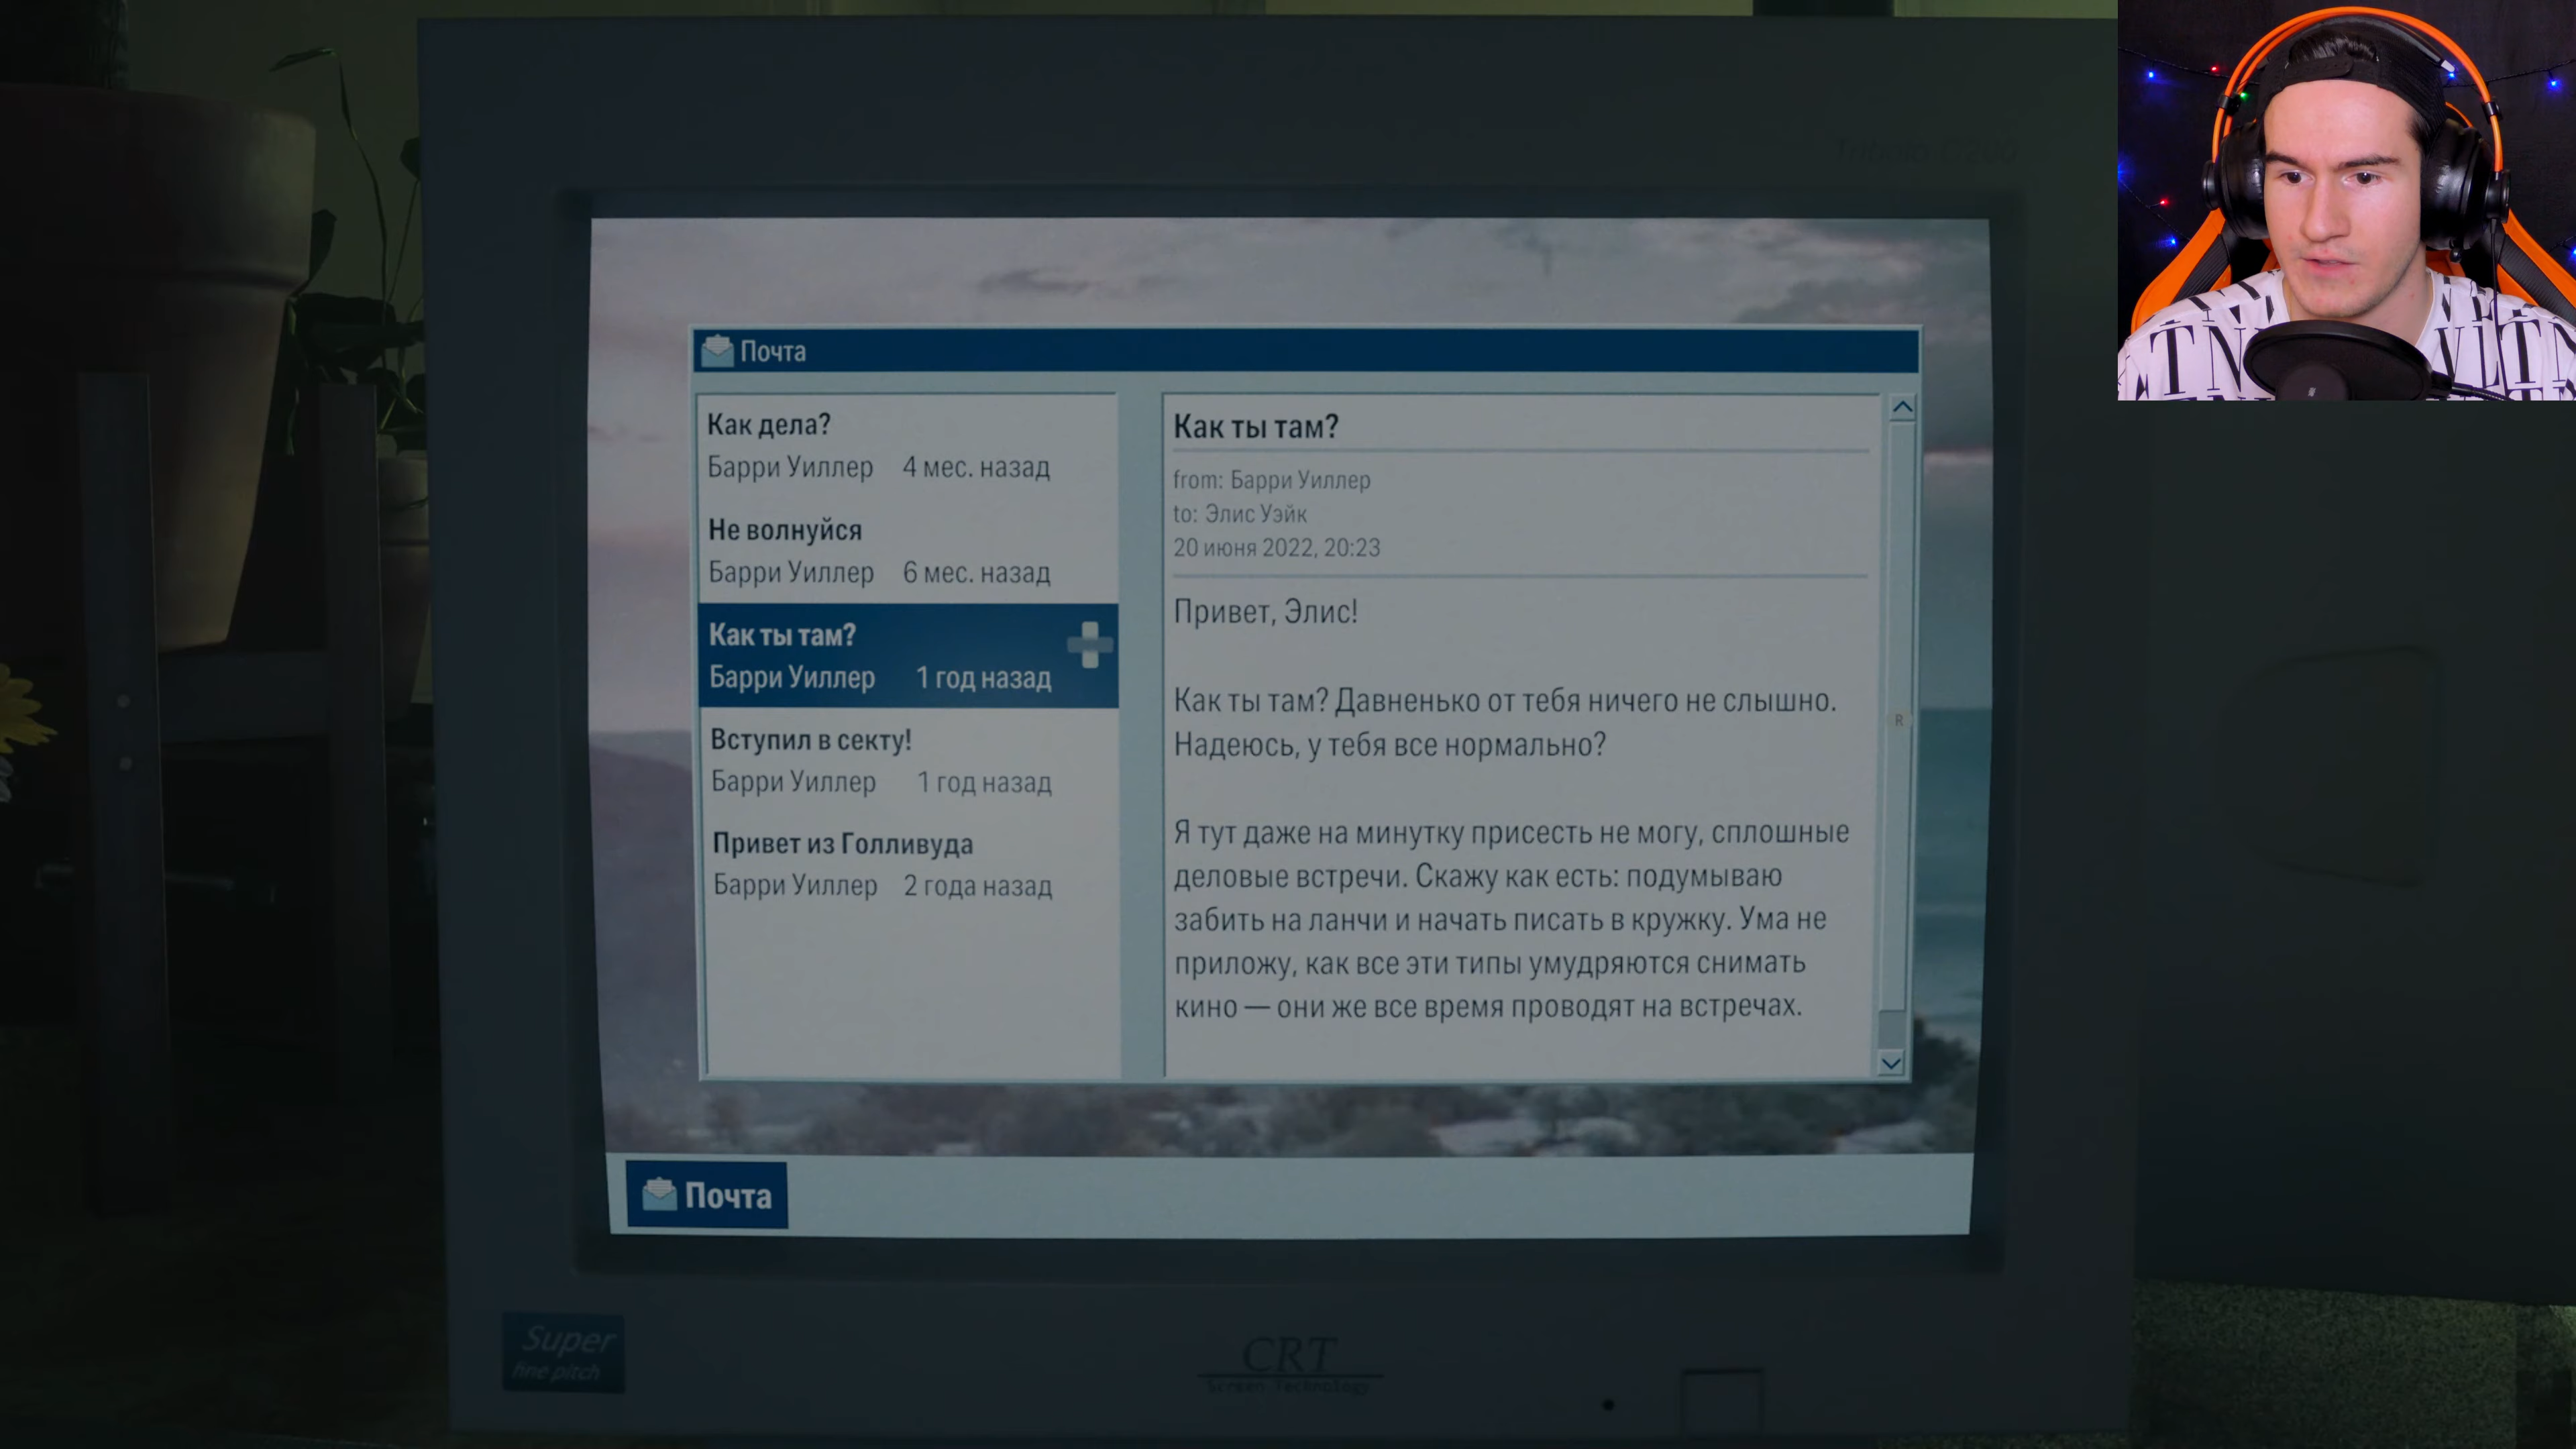 Почта
Как дела?
Барри Уиллер 4 мес. назад
Не волнуйся
Барри Уиллер 6 мес. назад
Как ты там?
Барри Уиллер 1 год назад
Вступил в секту!
Барри Уиллер 1 год назад
Привет из Голливуда
Барри Уиллер 2 года назад
Как ты там?
from: Барри Уиллер
to: Элис Уэйк
20 июня 2022, 20:23
Привет, Элис!
Как ты там? Давненько от тебя ничего не слышно.
Надеюсь, у тебя все нормально?
Я тут даже на минутку присесть не могу, сплошные
деловые встречи. Скажу как есть: подумываю
забить на ланчи и начать писать в кружку. Ума не
приложу, как все эти типы умудряются снимать
кино — они же все время проводят на встречах.
R
Почта
Super
fine pitch
CRT
Screen Technology